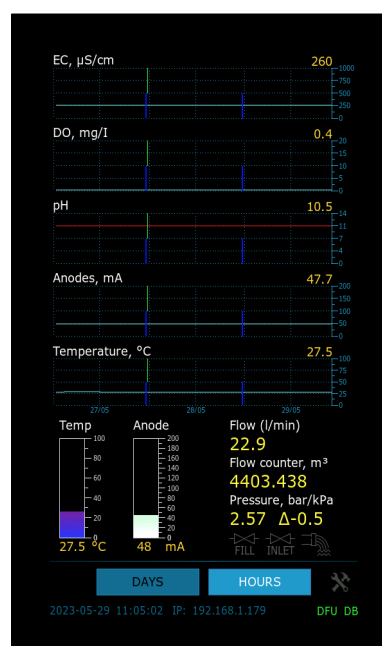 EC, µS/cm 260
1000
750
500
250
0
DO, mg/l 0.4
20
15
10
5
0
pH 10.5
14
11
7
4
0
Anodes, mA 47.7
200
150
100
50
0
Temperature, °C 27.5
100
75
50
25
0
27/05 28/05 29/05
Temp Anode Flow (l/min)
100 200
180
80 160
140
60 120
100
40 80
60
20 40
20
0 0
22.9
Flow counter, m³
4403.438
Pressure, bar/kPa
2.57 Δ-0.5
FILL INLET
27.5 °C 48 mA
DAYS HOURS
2023-05-29 11:05:02 IP: 192.168.1.179 DFU DB